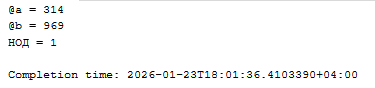 @a = 314
@b = 969
НОД = 1
Completion time: 2026-01-23T18:01:36.4103390+04:00